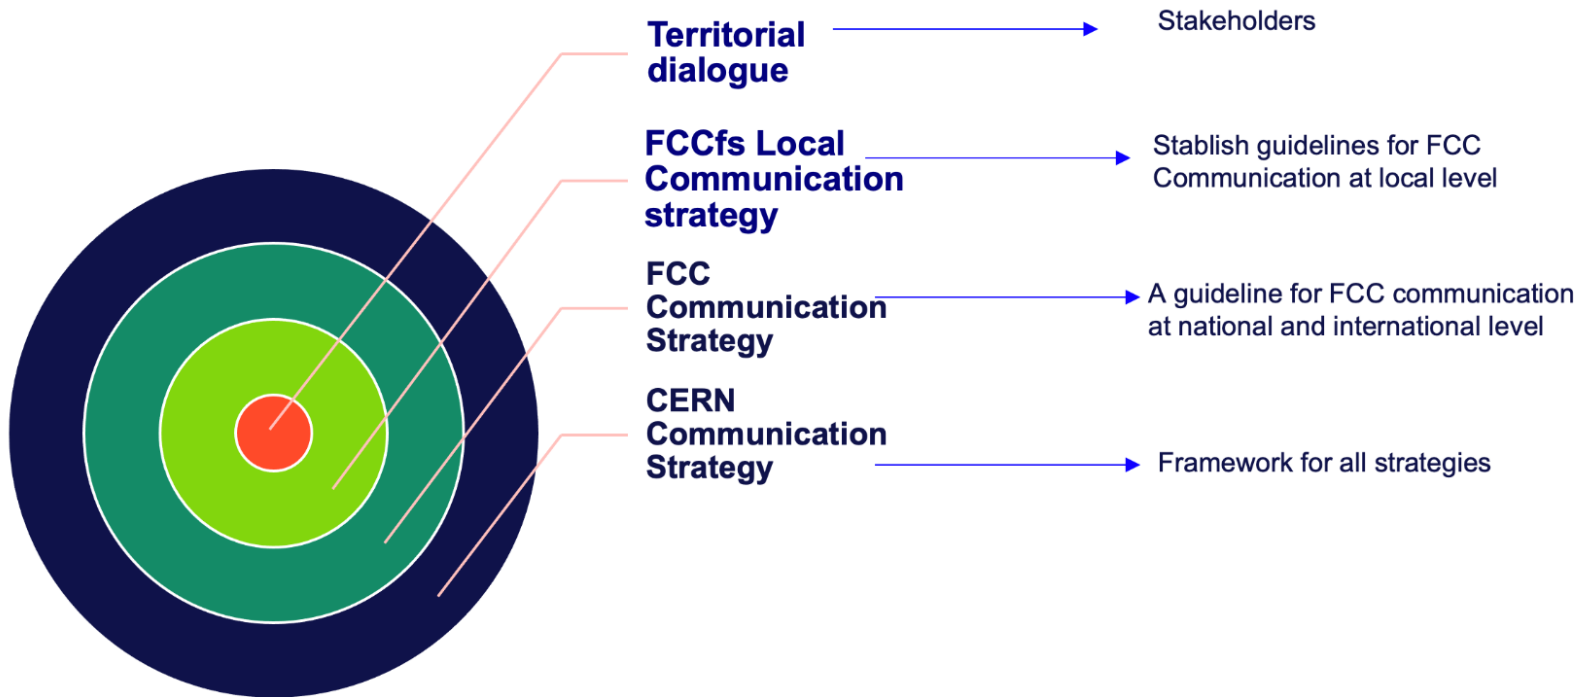 Territorial
dialogue
Stakeholders
FCCfs Local
Communication
strategy
Stablish guidelines for FCC
Communication at local level
FCC
Communication
Strategy
A guideline for FCC communication
at national and international level
CERN
Communication
Strategy
Framework for all strategies